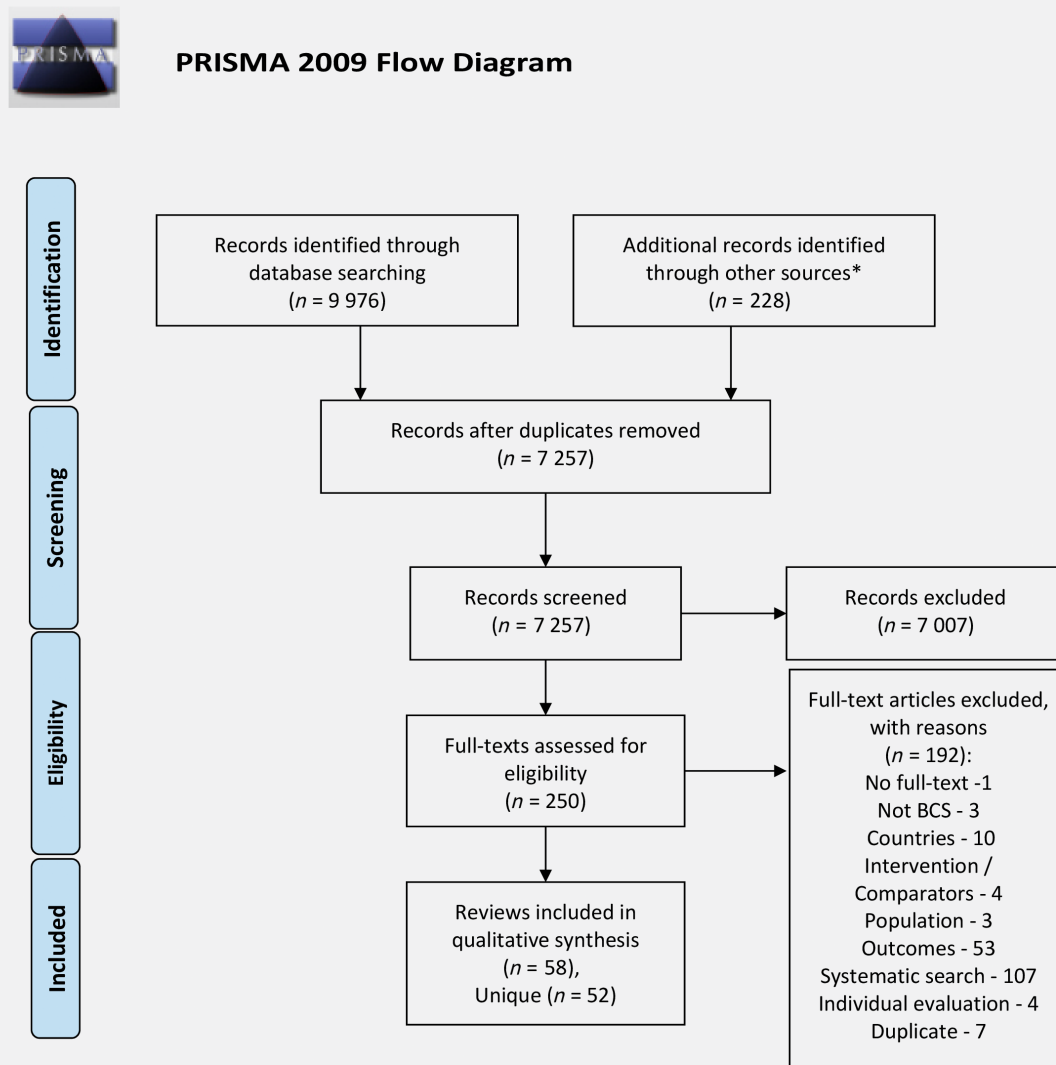 PRISMA
PRISMA 2009 Flow Diagram
Identification
Records identified through
database searching
(n = 9 976)
Additional records identified
through other sources*
(n = 228)
Records after duplicates removed
(n = 7 257)
Screening
Records screened
(n = 7 257)
Records excluded
(n = 7 007)
Eligibility
Full-texts assessed for
eligibility
(n = 250)
Full-text articles excluded,
with reasons
(n = 192):
No full-text -1
Not BCS - 3
Countries - 10
Intervention /
Comparators - 4
Population - 3
Outcomes - 53
Systematic search - 107
Individual evaluation - 4
Duplicate - 7
Included
Reviews included in
qualitative synthesis
(n = 58),
Unique (n = 52)